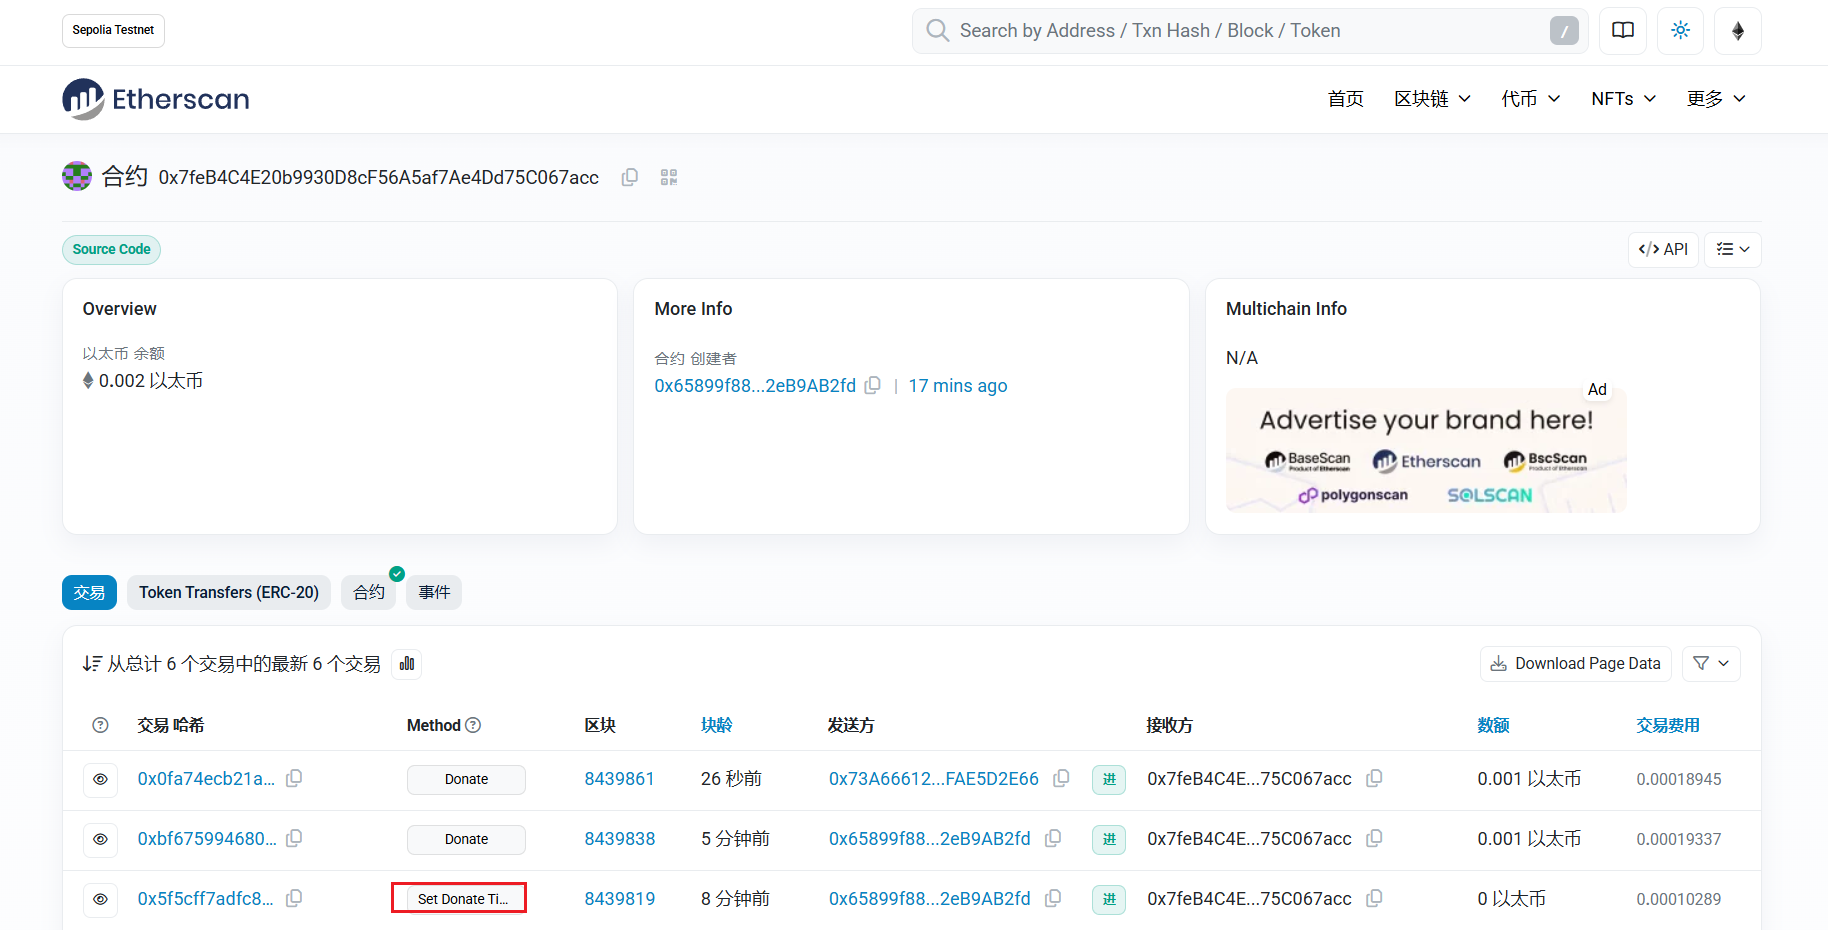 Sepolia Testnet
Search by Address / Txn Hash / Block / Token /
Etherscan
首页 区块链 代币 NFTs 更多
合约 0x7feB4C4E20b9930D8cF56A5af7Ae4Dd75C067acc
Source Code
</> API
Overview
以太币 余额
0.002 以太币
More Info
合约 创建者
0x65899f88...2eB9AB2fd | 17 mins ago
Multichain Info
N/A
Ad
Advertise your brand here!
BaseScan Etherscan BscScan
Product of Etherscan Product of Etherscan
polygonscan SOLSCAN
交易 Token Transfers (ERC-20) 合约 事件
从总计 6 个交易中的最新 6 个交易
Download Page Data
交易 哈希 Method 区块 块龄 发送方 接收方 数额 交易费用
0x0fa74ecb21a... Donate 8439861 26 秒前 0x73A66612...FAE5D2E66 进 0x7feB4C4E...75C067acc 0.001 以太币 0.00018945
0xbf675994680... Donate 8439838 5 分钟前 0x65899f88...2eB9AB2fd 进 0x7feB4C4E...75C067acc 0.001 以太币 0.00019337
0x5f5cff7adfc8... Set Donate Ti... 8439819 8 分钟前 0x65899f88...2eB9AB2fd 进 0x7feB4C4E...75C067acc 0 以太币 0.00010289